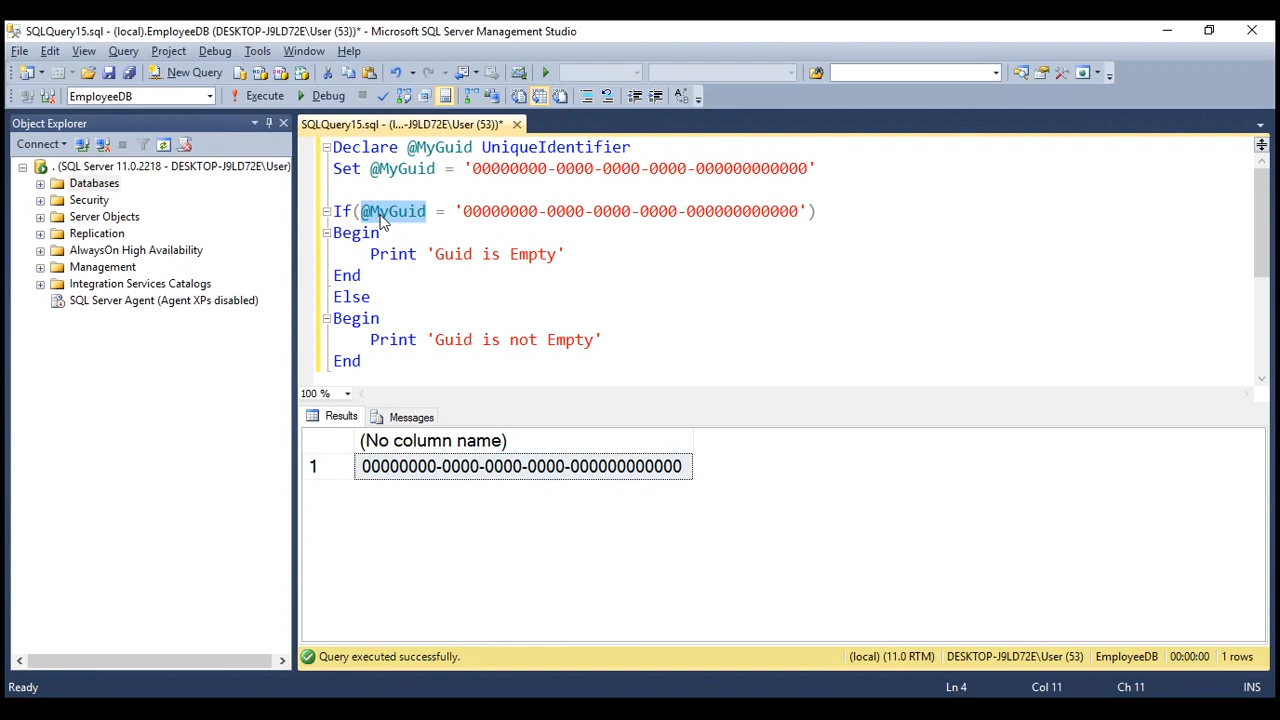 SQLQuery15.sql - (local).EmployeeDB (DESKTOP-J9LD72E\User (53))* - Microsoft SQL Server Management Studio
File Edit View Query Project Debug Tools Window Help
New Query
EmployeeDB Execute Debug
Object Explorer
SQLQuery15.sql - (l...-J9LD72E\User (53))*
Connect
. (SQL Server 11.0.2218 - DESKTOP-J9LD72E\User)
Databases
Security
Server Objects
Replication
AlwaysOn High Availability
Management
Integration Services Catalogs
SQL Server Agent (Agent XPs disabled)
Declare @MyGuid UniqueIdentifier
Set @MyGuid = '00000000-0000-0000-0000-000000000000'
If(@MyGuid = '00000000-0000-0000-0000-000000000000')
Begin
Print 'Guid is Empty'
End
Else
Begin
Print 'Guid is not Empty'
End
100 %
Results Messages
(No column name)
1 00000000-0000-0000-0000-000000000000
Query executed successfully. (local) (11.0 RTM) DESKTOP-J9LD72E\User (53) EmployeeDB 00:00:00 1 rows
Ready Ln 4 Col 11 Ch 11 INS